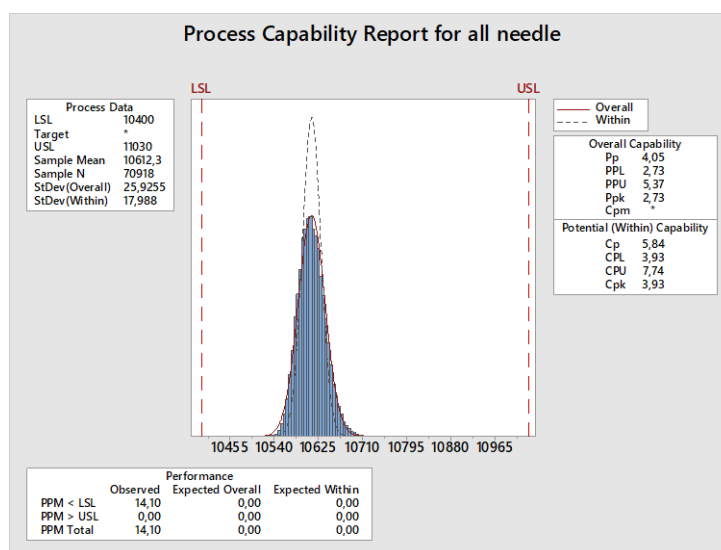 Process Capability Report for all needle
LSL USL
Process Data
LSL 10400
Target *
USL 11030
Sample Mean 10612,3
Sample N 70918
StDev(Overall) 25,9255
StDev(Within) 17,988
Overall
Within
Overall Capability
Pp 4,05
PPL 2,73
PPU 5,37
Ppk 2,73
Cpm *
Potential (Within) Capability
Cp 5,84
CPL 3,93
CPU 7,74
Cpk 3,93
10455 10540 10625 10710 10795 10880 10965
Performance
Observed Expected Overall Expected Within
PPM < LSL 14,10 0,00 0,00
PPM > USL 0,00 0,00 0,00
PPM Total 14,10 0,00 0,00